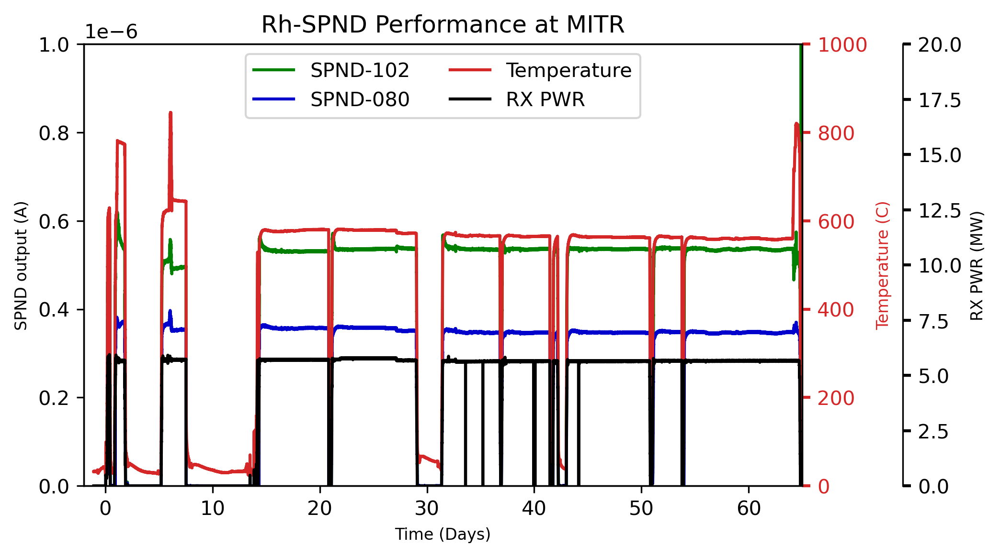 Rh-SPND Performance at MITR
1e−6
SPND-102
SPND-080
Temperature
RX PWR
SPND output (A)
1.0
0.8
0.6
0.4
0.2
0.0
0 10 20 30 40 50 60
Time (Days)
1000
800
600
400
200
0
Temperature (C)
20.0
17.5
15.0
12.5
10.0
7.5
5.0
2.5
0.0
RX PWR (MW)